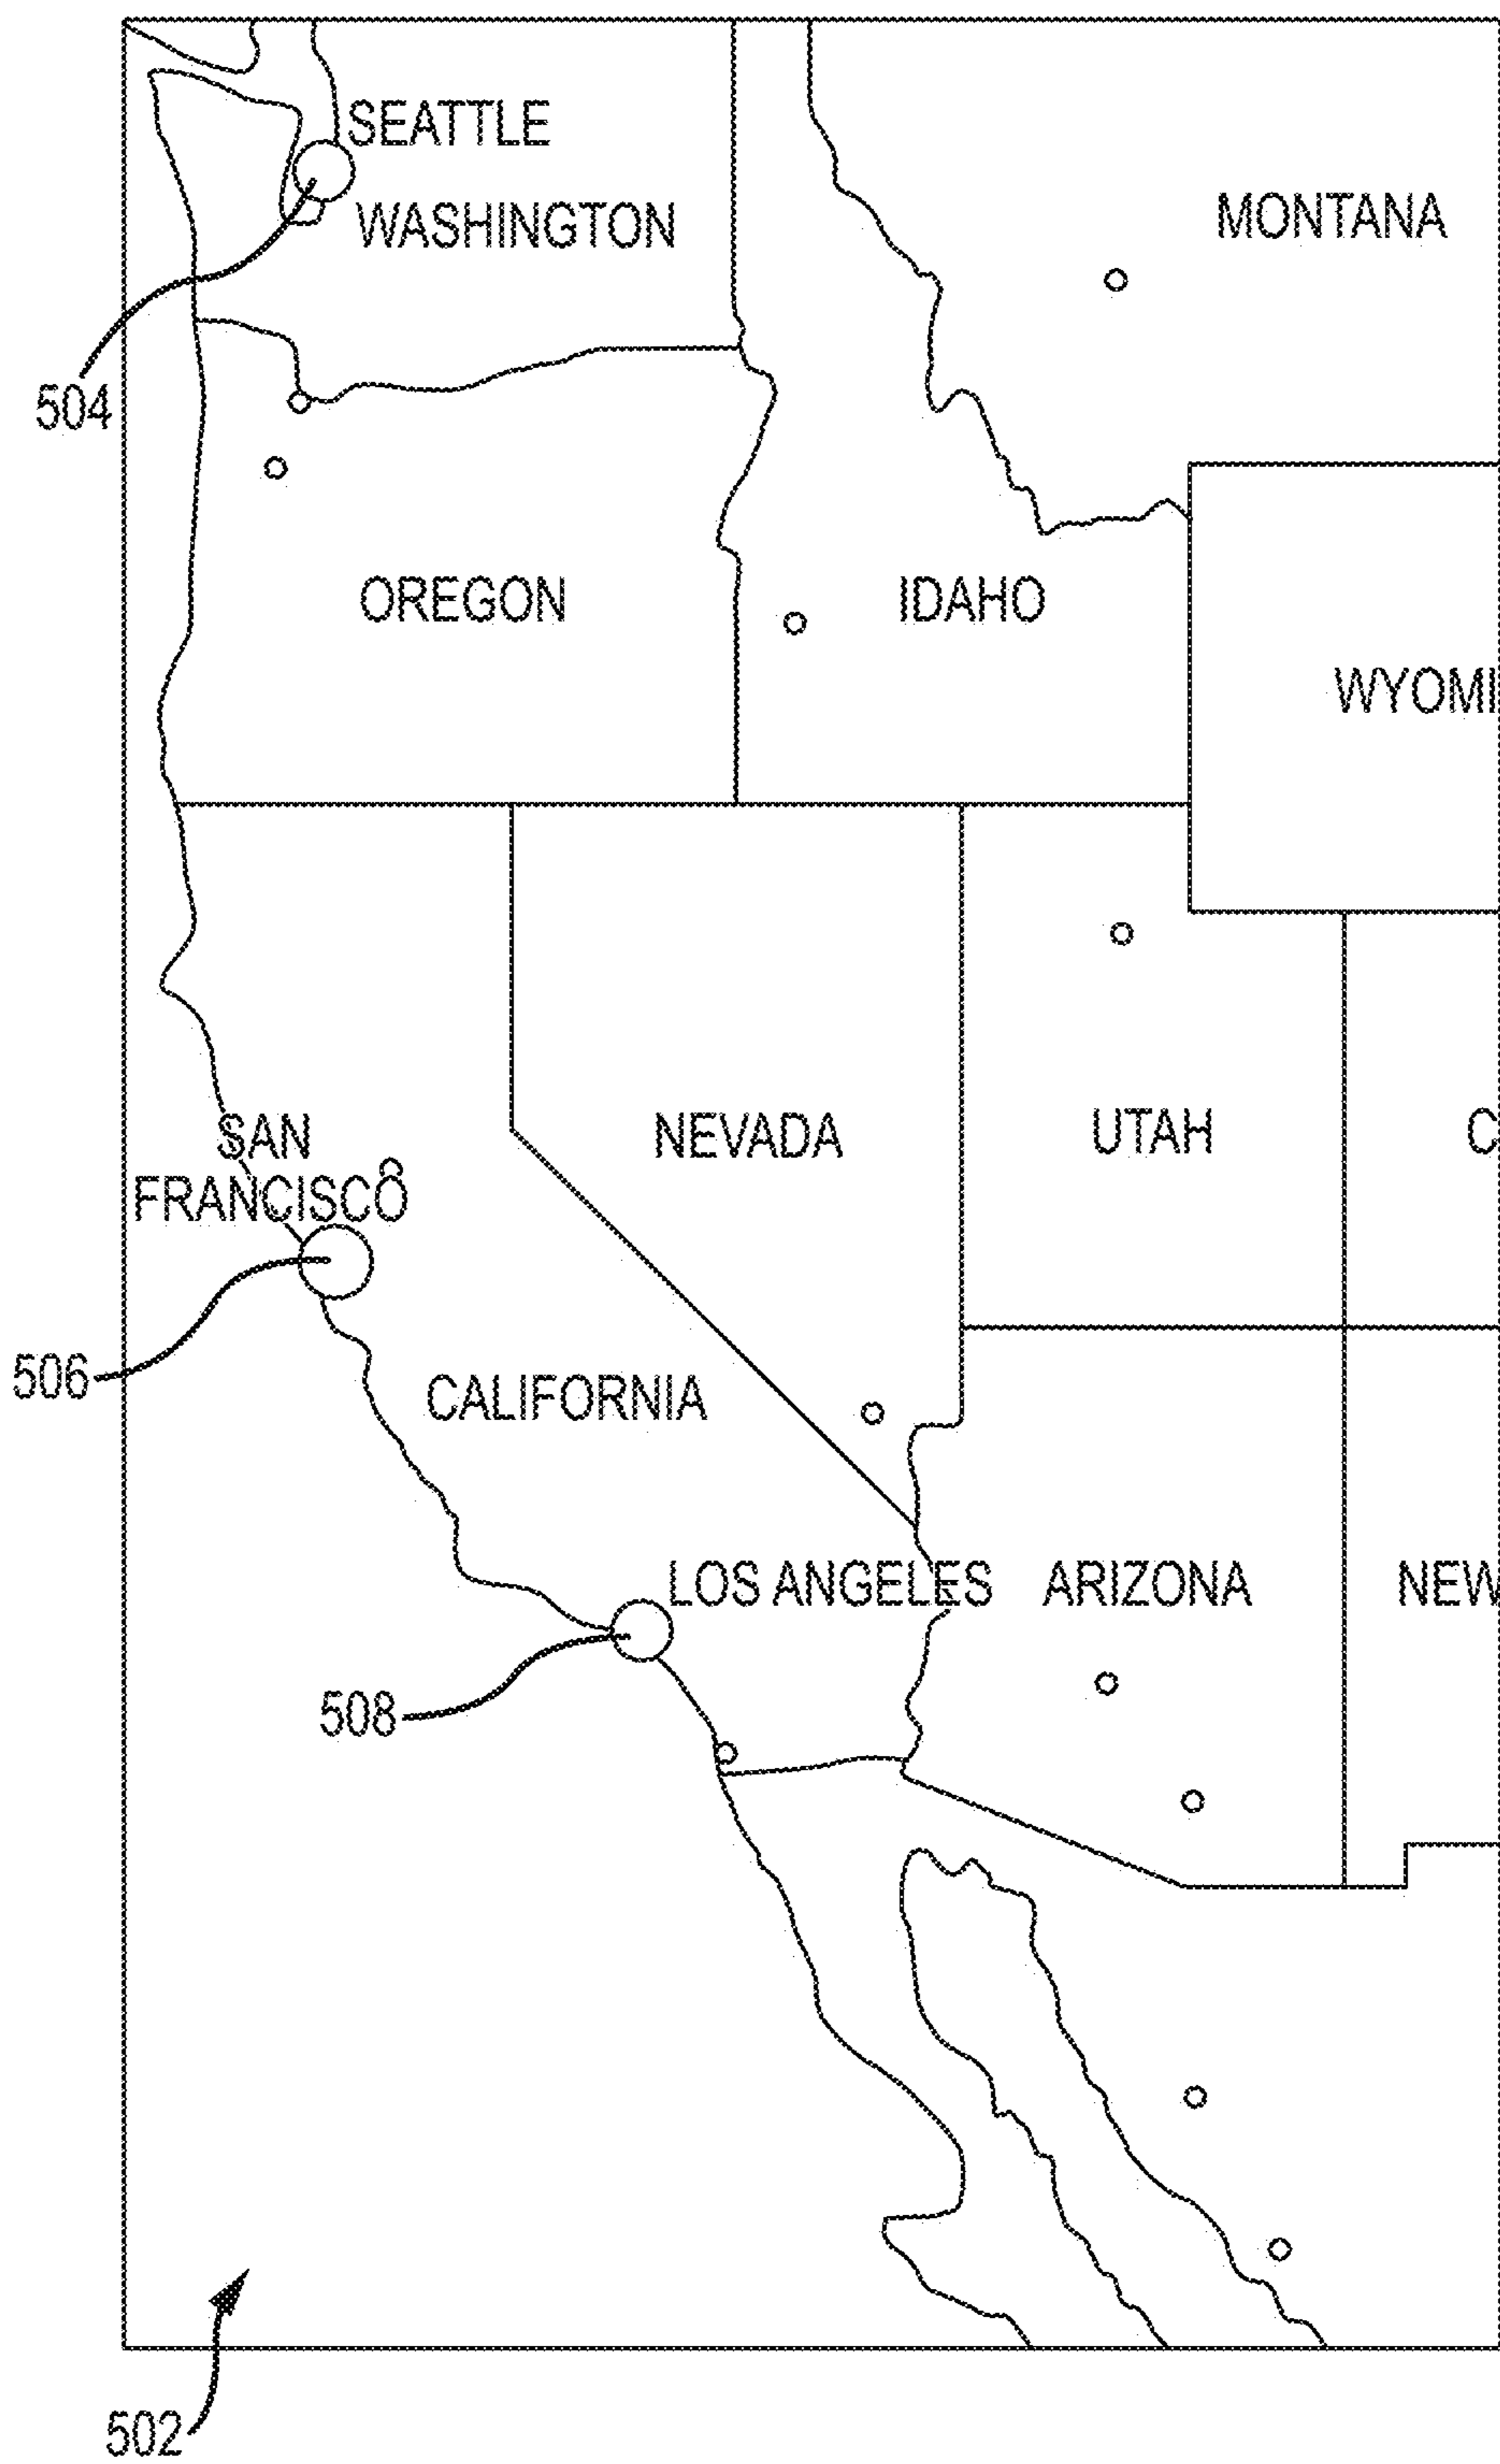 SEATTLE
WASHINGTON
MONTANA
504
OREGON
IDAHO
WYOMI
SAN
FRANCISCO
NEVADA
UTAH
C
506
CALIFORNIA
LOS ANGELES
ARIZONA
NEW
508
502